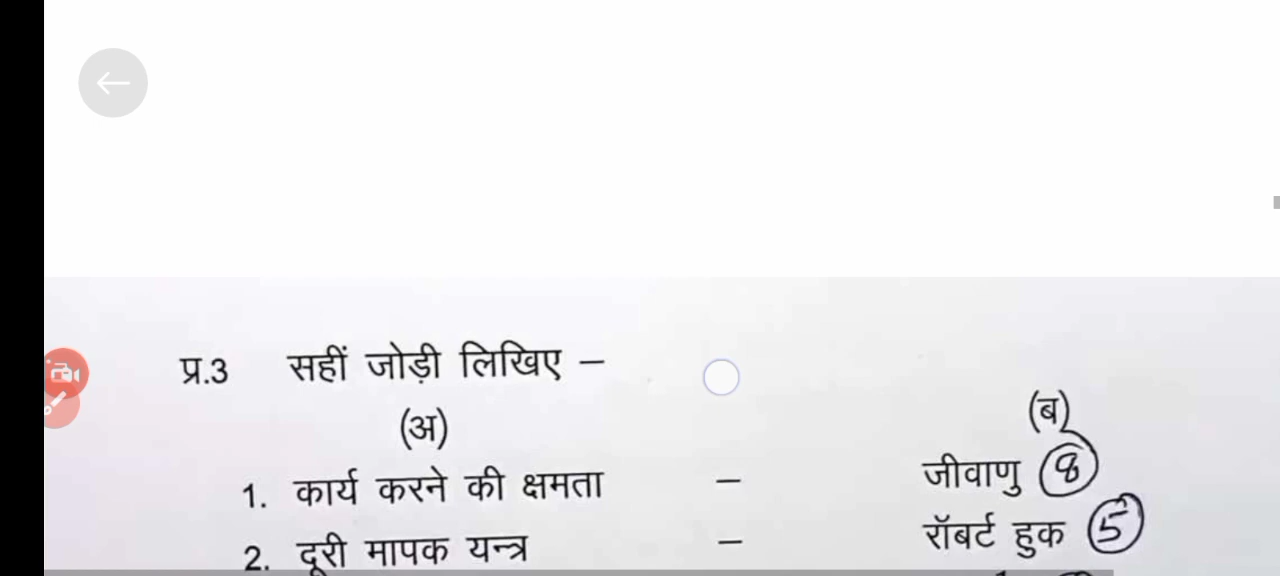 प्र.3 सहीं जोड़ी लिखिए –
(अ) (ब)
1. कार्य करने की क्षमता – जीवाणु 8
2. दूरी मापक यन्त्र – रॉबर्ट हुक 5